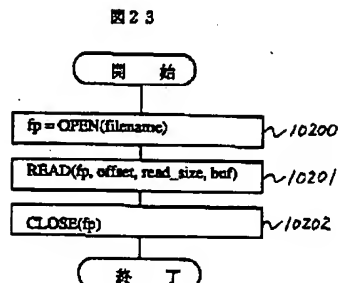 図23
開 始
fp = OPEN(filename) 10200
READ(fp, offset, read_size, buf) 10201
CLOSE(fp) 10202
終 了